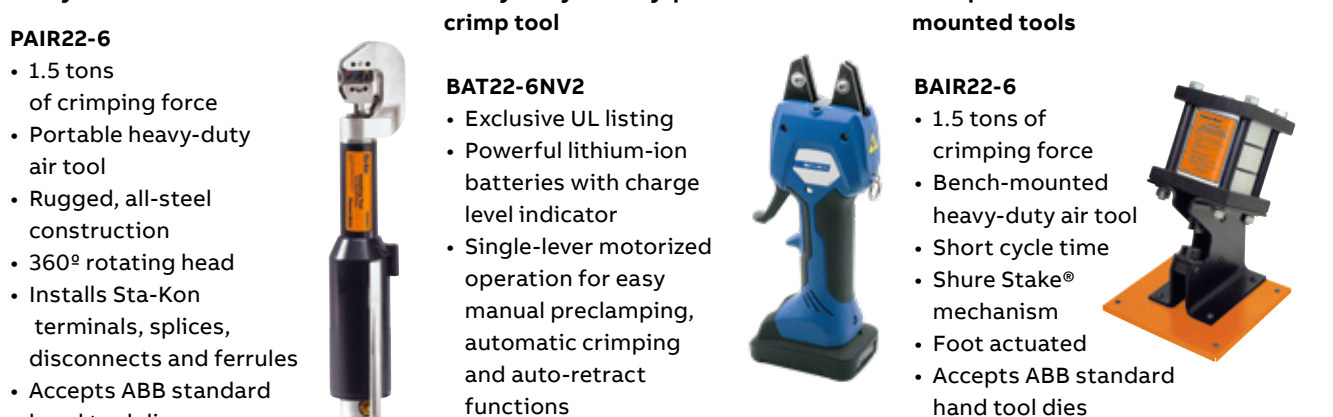 PAIR22-6
• 1.5 tons
of crimping force
• Portable heavy-duty
air tool
• Rugged, all-steel
construction
• 360º rotating head
• Installs Sta-Kon
terminals, splices,
disconnects and ferrules
• Accepts ABB standard
crimp tool
BAT22-6NV2
• Exclusive UL listing
• Powerful lithium-ion
batteries with charge
level indicator
• Single-lever motorized
operation for easy
manual preclamping,
automatic crimping
and auto-retract
functions
mounted tools
BAIR22-6
• 1.5 tons of
crimping force
• Bench-mounted
heavy-duty air tool
• Short cycle time
• Shure Stake®
mechanism
• Foot actuated
• Accepts ABB standard
hand tool dies